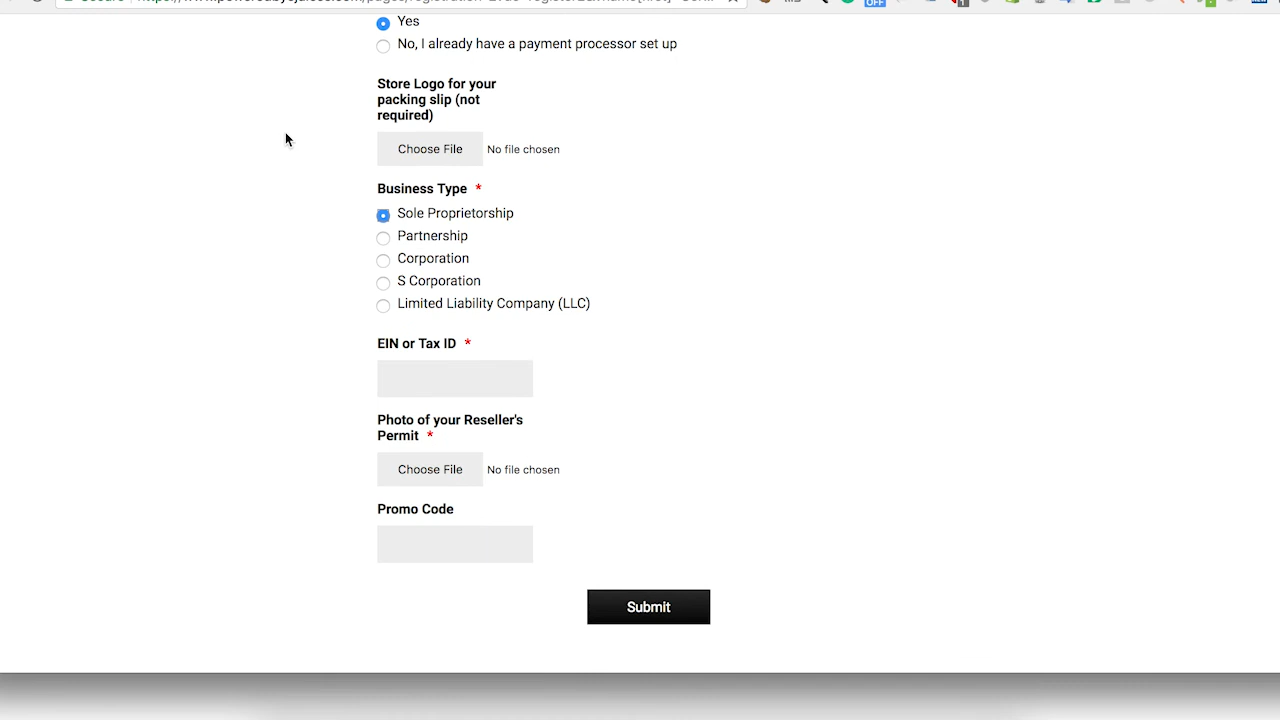 Yes
No, I already have a payment processor set up
Store Logo for your
packing slip (not
required)
Choose File No file chosen
Business Type *
Sole Proprietorship
Partnership
Corporation
S Corporation
Limited Liability Company (LLC)
EIN or Tax ID *
Photo of your Reseller's
Permit *
Choose File No file chosen
Promo Code
Submit
OFF